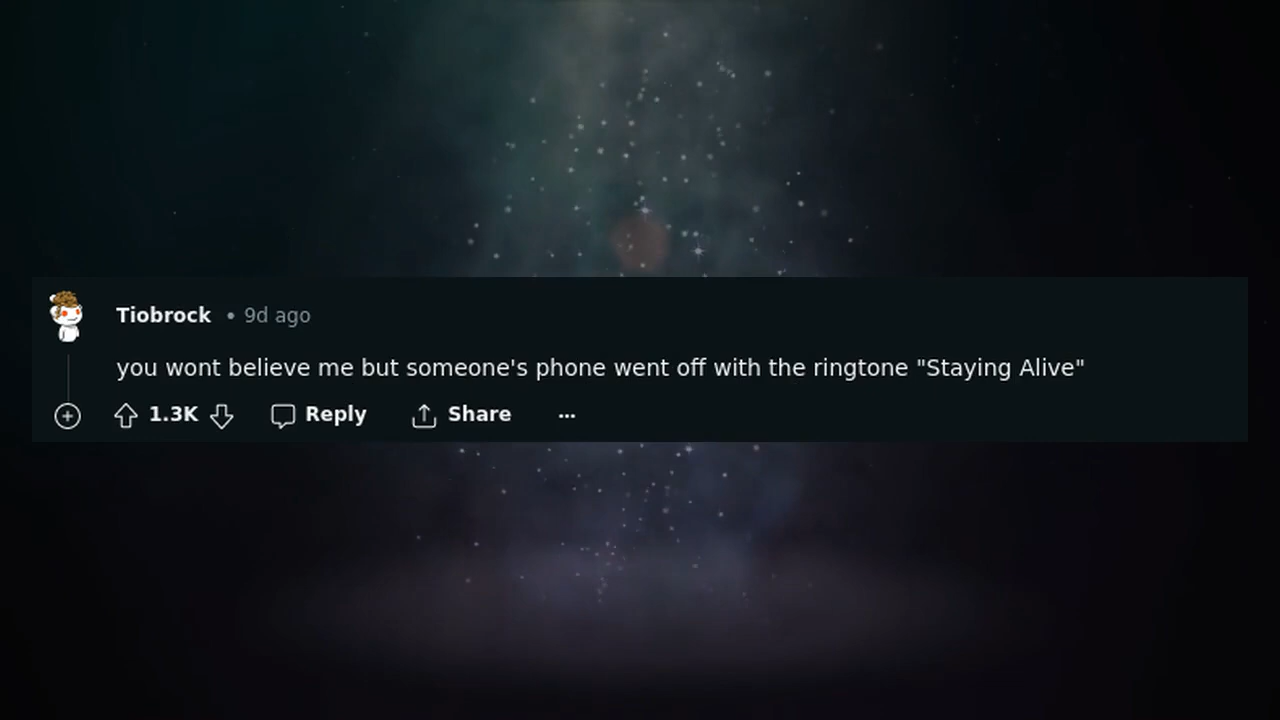 Tiobrock • 9d ago
you wont believe me but someone's phone went off with the ringtone "Staying Alive"
1.3K Reply Share ...